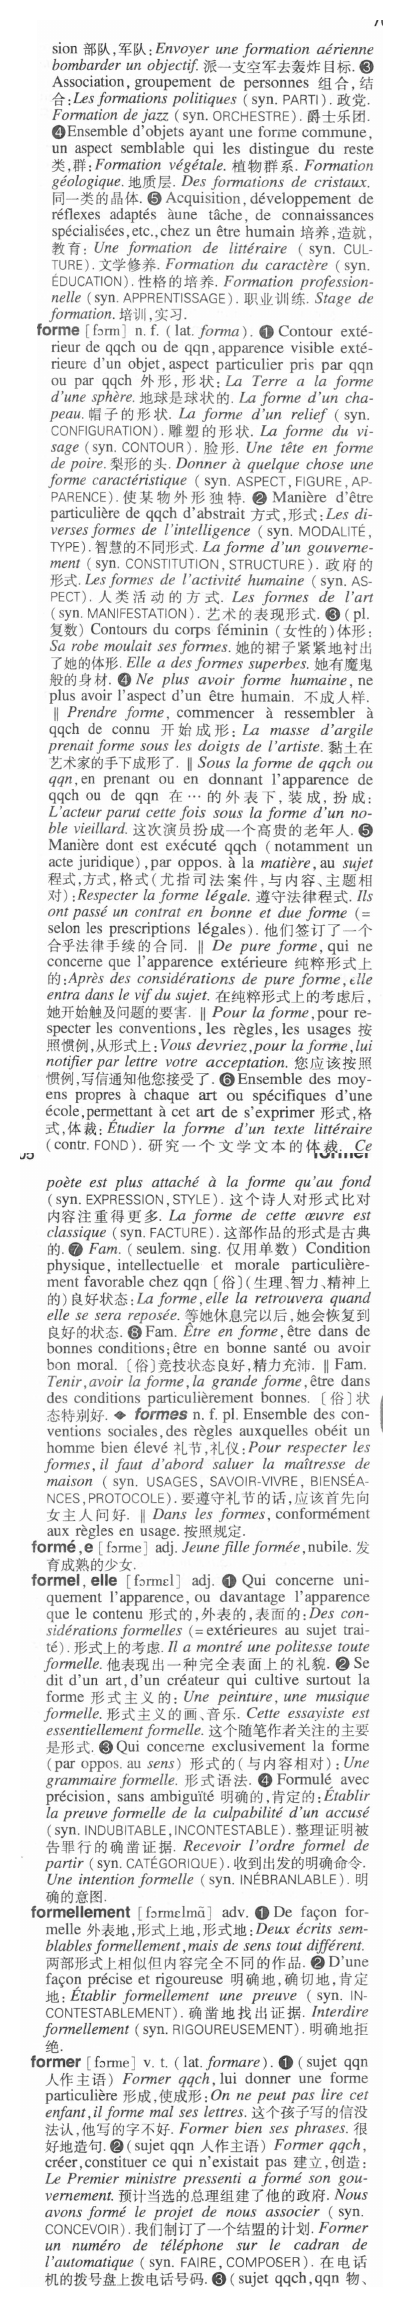 sion 部队,军队:Envoyer une formation aérienne
bombarder un objectif. 派一支空军去轰炸目标. ❸
Association, groupement de personnes 组合,结
合:Les formations politiques (syn. PARTI). 政党.
Formation de jazz (syn. ORCHESTRE). 爵士乐团.
❹Ensemble d'objets ayant une forme commune,
un aspect semblable qui les distingue du reste
类,群:Formation végétale. 植物群系. Formation
géologique. 地质层. Des formations de cristaux.
同一类的晶体. ❺ Acquisition, développement de
réflexes adaptés àune tâche, de connaissances
spécialisées,etc.,chez un être humain 培养,造就,
教育: Une formation de littéraire ( syn. CUL-
TURE). 文学修养. Formation du caractère (syn.
ÉDUCATION). 性格的培养. Formation profession-
nelle (syn. APPRENTISSAGE). 职业训练. Stage de
formation. 培训,实习.
forme [fɔrm] n. f. (lat. forma). ❶ Contour exté-
rieur de qqch ou de qqn,apparence visible exté-
rieure d'un objet,aspect particulier pris par qqn
ou par qqch 外形,形状:La Terre a la forme
d'une sphère. 地球是球状的. La forme d'un cha-
peau. 帽子的形状. La forme d'un relief (syn.
CONFIGURATION). 雕塑的形状. La forme du vi-
sage (syn. CONTOUR). 脸形. Une tête en forme
de poire. 梨形的头. Donner à quelque chose une
forme caractéristique (syn. ASPECT, FIGURE, AP-
PARENCE). 使某物外形独特. ❷ Manière d'être
particulière de qqch d'abstrait 方式,形式:Les di-
verses formes de l'intelligence (syn. MODALITÉ,
TYPE). 智慧的不同形式. La forme d'un gouverne-
ment (syn. CONSTITUTION, STRUCTURE). 政府的
形式. Les formes de l'activité humaine (syn. AS-
PECT). 人类活动的方式. Les formes de l'art
(syn. MANIFESTATION). 艺术的表现形式. ❸(pl.
复数) Contours du corps féminin (女性的)体形:
Sa robe moulait ses formes. 她的裙子紧紧地衬出
了她的体形. Elle a des formes superbes. 她有魔鬼
般的身材. ❹ Ne plus avoir forme humaine, ne
plus avoir l'aspect d'un être humain. 不成人样.
‖ Prendre forme, commencer à ressembler à
qqch de connu 开始成形: La masse d'argile
prenait forme sous les doigts de l'artiste. 黏土在
艺术家的手下成形了. ‖ Sous la forme de qqch ou
qqn,en prenant ou en donnant l'apparence de
qqch ou de qqn 在…的外表下,装成,扮成:
L'acteur parut cette fois sous la forme d'un no-
ble vieillard. 这次演员扮成一个高贵的老年人. ❺
Manière dont est exécuté qqch (notamment un
acte juridique),par oppos. à la matière,au sujet
程式,方式,格式(尤指司法案件,与内容、主题相
对):Respecter la forme légale. 遵守法律程式. Ils
ont passé un contrat en bonne et due forme (=
selon les prescriptions légales). 他们签订了一个
合乎法律手续的合同. ‖ De pure forme, qui ne
concerne que l'apparence extérieure 纯粹形式上
的:Après des considérations de pure forme, elle
entra dans le vif du sujet. 在纯粹形式上的考虑后,
她开始触及问题的要害. ‖ Pour la forme,pour re-
specter les conventions, les règles, les usages 按
照惯例,从形式上:Vous devriez,pour la forme,lui
notifier par lettre votre acceptation. 您应该按照
惯例,写信通知他您接受了. ❻Ensemble des moy-
ens propres à chaque art ou spécifiques d'une
école,permettant à cet art de s'exprimer 形式,格
式,体裁:Étudier la forme d'un texte littéraire
(contr. FOND). 研究一个文学文本的体裁. Ce
poète est plus attaché à la forme qu'au fond
(syn. EXPRESSION,STYLE). 这个诗人对形式比对
内容注重得更多. La forme de cette œuvre est
classique (syn. FACTURE). 这部作品的形式是古典
的. ❼ Fam. (seulem. sing. 仅用单数) Condition
physique, intellectuelle et morale particulière-
ment favorable chez qqn 〔俗〕(生理、智力、精神上
的)良好状态:La forme,elle la retrouvera quand
elle se sera reposée. 等她休息完以后,她会恢复到
良好的状态. ❽ Fam. Être en forme,être dans de
bonnes conditions;être en bonne santé ou avoir
bon moral. 〔俗〕竞技状态良好,精力充沛. ‖ Fam.
Tenir,avoir la forme,la grande forme,être dans
des conditions particulièrement bonnes. 〔俗〕状
态特别好. ◆ formes n. f. pl. Ensemble des con-
ventions sociales,des règles auxquelles obéit un
homme bien élevé 礼节,礼仪:Pour respecter les
formes, il faut d'abord saluer la maîtresse de
maison ( syn. USAGES, SAVOIR-VIVRE, BIENSÉA-
NCES,PROTOCOLE). 要遵守礼节的话,应该首先向
女主人问好. ‖ Dans les formes, conformément
aux règles en usage. 按照规定.
formé,e [fɔrme] adj. Jeune fille formée,nubile. 发
育成熟的少女.
formel, elle [fɔrmɛl] adj. ❶ Qui concerne uni-
quement l'apparence, ou davantage l'apparence
que le contenu 形式的,外表的,表面的:Des con-
sidérations formelles (=extérieures au sujet trai-
té). 形式上的考虑. Il a montré une politesse toute
formelle. 他表现出一种完全表面上的礼貌. ❷ Se
dit d'un art,d'un créateur qui cultive surtout la
forme 形式主义的: Une peinture, une musique
formelle. 形式主义的画、音乐. Cette essayiste est
essentiellement formelle. 这个随笔作者关注的主要
是形式. ❸Qui concerne exclusivement la forme
(par oppos. au sens) 形式的(与内容相对):Une
grammaire formelle. 形式语法. ❹ Formulé avec
précision, sans ambiguïté 明确的,肯定的:Établir
la preuve formelle de la culpabilité d'un accusé
(syn. INDUBITABLE,INCONTESTABLE). 整理证明被
告罪行的确凿证据. Recevoir l'ordre formel de
partir (syn. CATÉGORIQUE). 收到出发的明确命令.
Une intention formelle (syn. INÉBRANLABLE). 明
确的意图.
formellement [fɔrmɛlmɑ̃] adv. ❶ De façon for-
melle 外表地,形式上地,形式地:Deux écrits sem-
blables formellement,mais de sens tout différent.
两部形式上相似但内容完全不同的作品. ❷ D'une
façon précise et rigoureuse 明确地,确切地,肯定
地: Établir formellement une preuve ( syn. IN-
CONTESTABLEMENT). 确凿地找出证据. Interdire
formellement (syn. RIGOUREUSEMENT). 明确地拒
绝.
former [fɔrme] v. t. (lat. formare). ❶ (sujet qqn
人作主语) Former qqch, lui donner une forme
particulière 形成,使成形:On ne peut pas lire cet
enfant,il forme mal ses lettres. 这个孩子写的信没
法认,他写的字不好. Former bien ses phrases. 很
好地造句. ❷(sujet qqn 人作主语) Former qqch,
créer,constituer ce qui n'existait pas 建立,创造:
Le Premier ministre pressenti a formé son gou-
vernement. 预计当选的总理组建了他的政府. Nous
avons formé le projet de nous associer (syn.
CONCEVOIR). 我们制订了一个结盟的计划. Former
un numéro de téléphone sur le cadran de
l'automatique (syn. FAIRE, COMPOSER). 在电话
机的拨号盘上拨电话号码. ❸(sujet qqch,qqn 物、